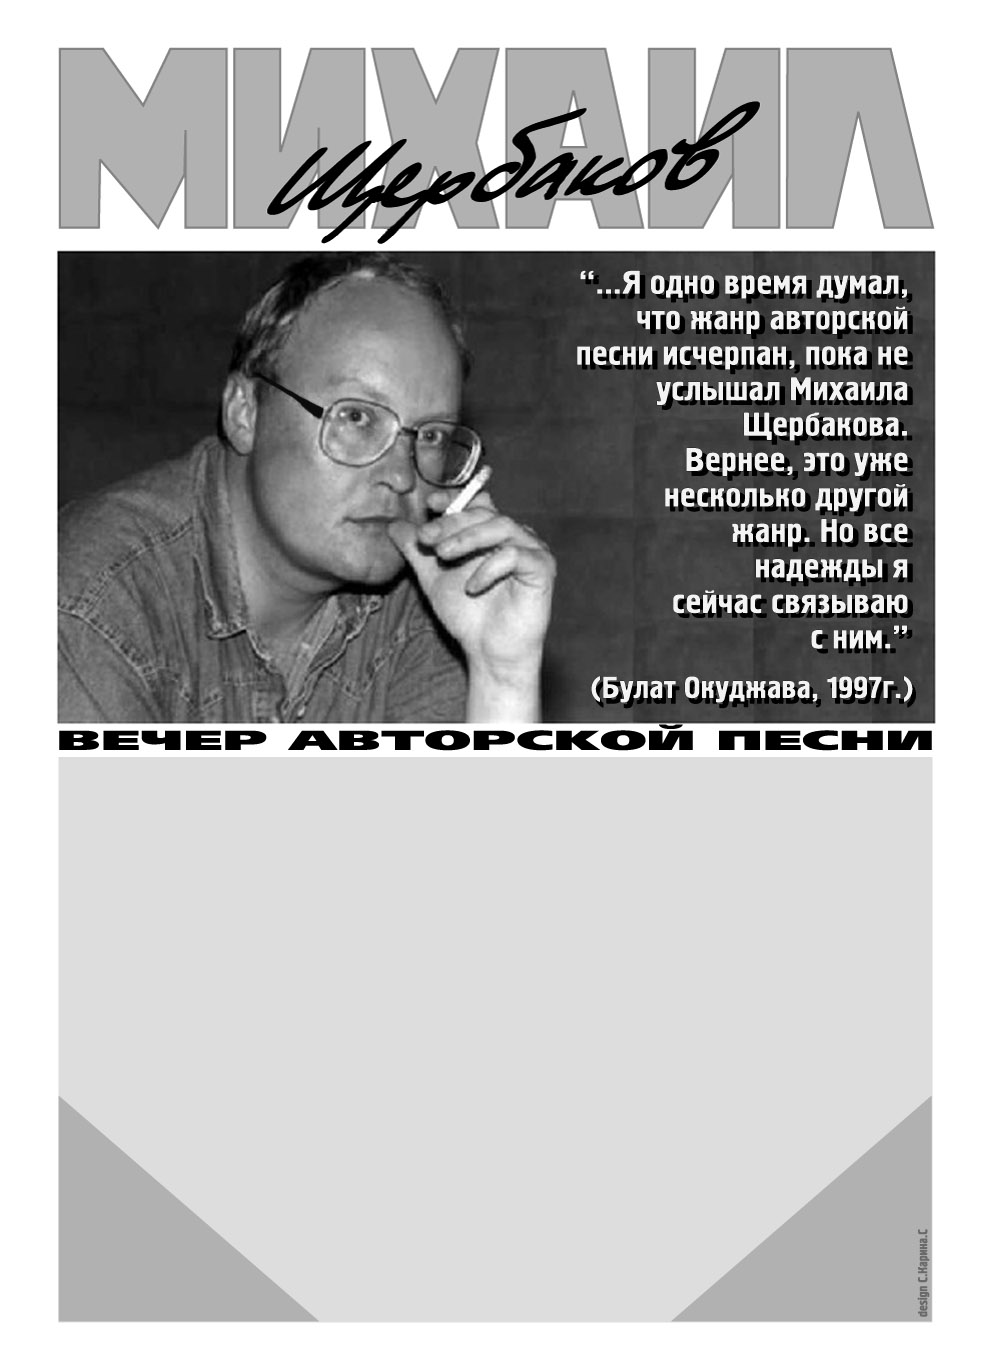 МИХАИЛ
Щербаков
“...Я одно время думал,
что жанр авторской
песни исчерпан, пока не
услышал Михаила
Щербакова.
Вернее, это уже
несколько другой
жанр. Но все
надежды я
сейчас связываю
с ним.”
(Булат Окуджава, 1997г.)
ВЕЧЕР АВТОРСКОЙ ПЕСНИ
design С.Карина.С